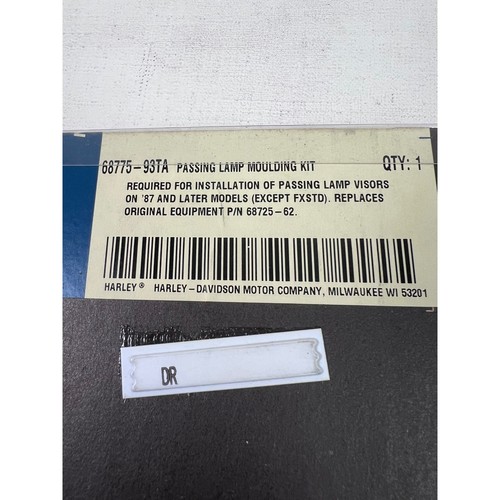 68775-93TA PASSING LAMP MOULDING KIT QTY: 1
REQUIRED FOR INSTALLATION OF PASSING LAMP VISORS
ON '87 AND LATER MODELS (EXCEPT FXSTD). REPLACES
ORIGINAL EQUIPMENT P/N 68725-62.
HARLEY® HARLEY-DAVIDSON MOTOR COMPANY, MILWAUKEE WI 53201
DR